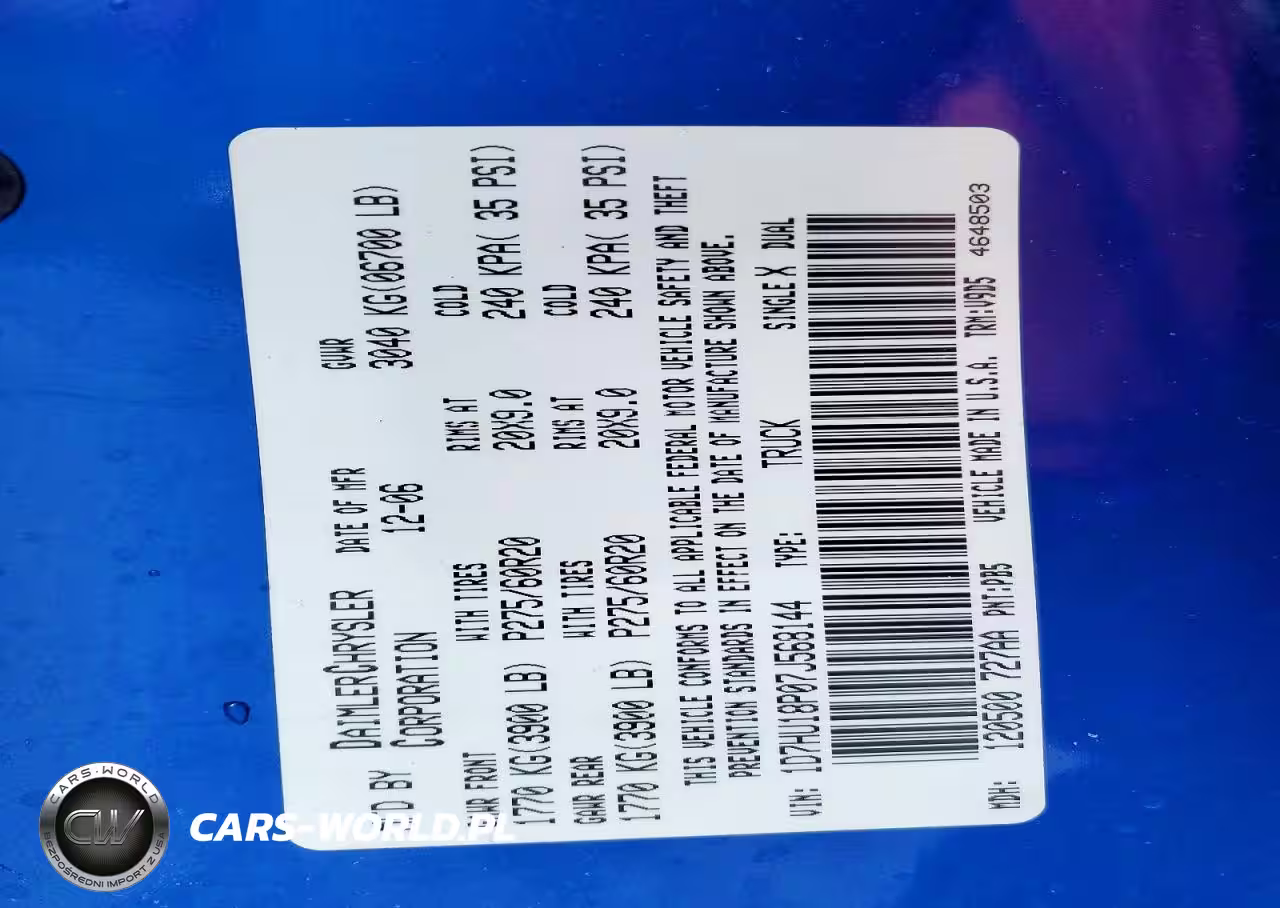 GVWR
3040 KG(06700 LB)
DATE OF MFR
12-06
DAIMLERCHRYSLER
CORPORATION
D BY
COLD
240 KPA( 35 PSI)
RIMS AT
20X9.0
WITH TIRES
P275/60R20
FRONT
1770 KG(3900 LB)
COLD
240 KPA( 35 PSI)
RIMS AT
20X9.0
WITH TIRES
P275/60R20
GAWR REAR
1770 KG(3900 LB)
THIS VEHICLE CONFORMS TO ALL APPLICABLE FEDERAL MOTOR VEHICLE SAFETY AND THEFT
PREVENTION STANDARDS IN EFFECT ON THE DATE OF MANUFACTURE SHOWN ABOVE.
VIN: 1D7HU18P07J568144 TYPE: TRUCK SINGLE X DUAL
MDH: 120500 727AA PNT:PB5 VEHICLE MADE IN U.S.A. TRM:V9D5 4648503
CARS-WORLD
CW
BEZPOŚREDNI IMPORT Z USA
CARS-WORLD.PL